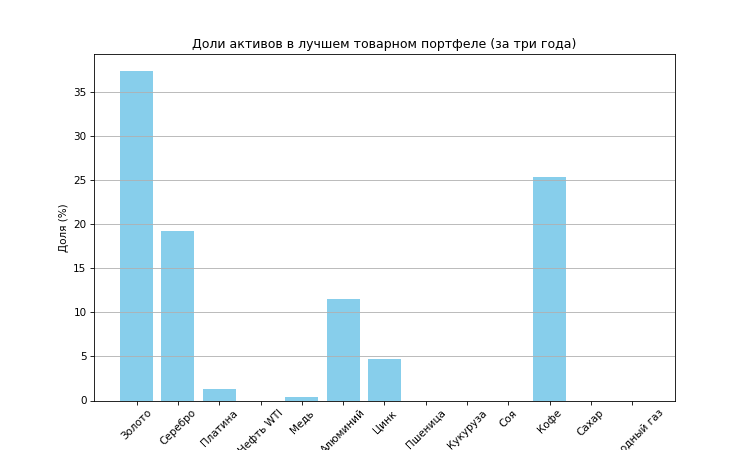 Доли активов в лучшем товарном портфеле (за три года)
Доля (%)
35
30
25
20
15
10
5
0
Золото
Серебро
Платина
Нефть WTI
Медь
Алюминий
Цинк
Пшеница
Кукуруза
Соя
Кофе
Сахар
газ